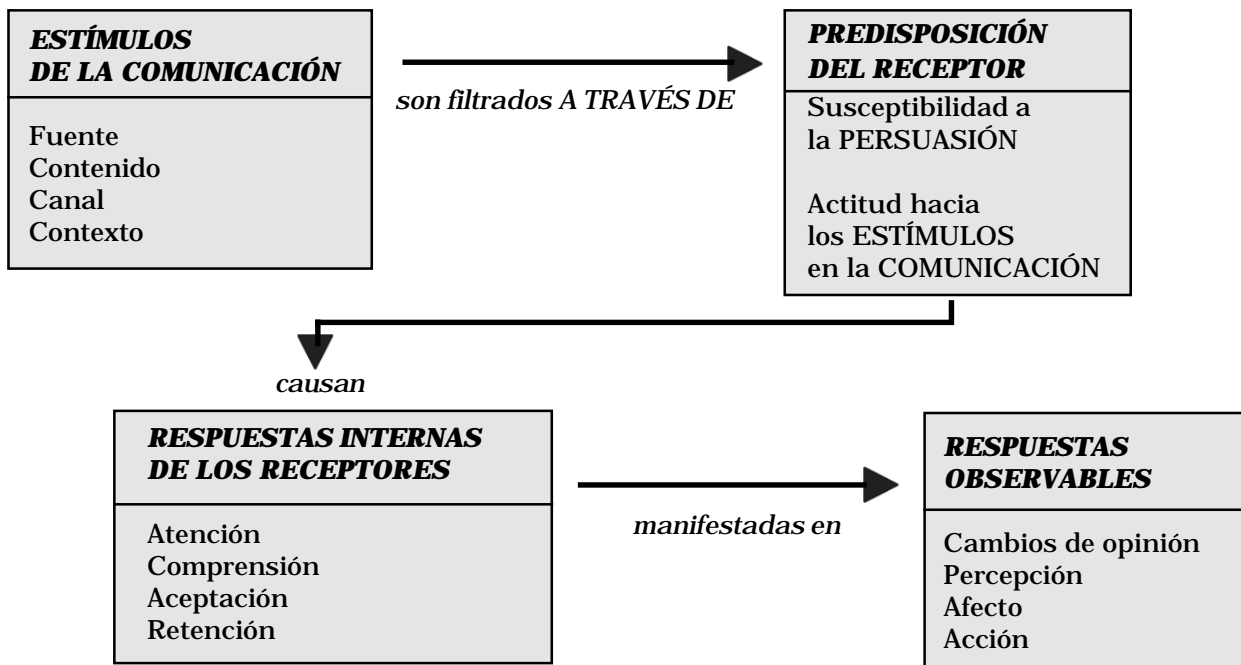 ESTÍMULOS
DE LA COMUNICACIÓN
Fuente
Contenido
Canal
Contexto
son filtrados A TRAVÉS DE
PREDISPOSICIÓN
DEL RECEPTOR
Susceptibilidad a
la PERSUASIÓN
Actitud hacia
los ESTÍMULOS
en la COMUNICACIÓN
causan
RESPUESTAS INTERNAS
DE LOS RECEPTORES
Atención
Comprensión
Aceptación
Retención
manifestadas en
RESPUESTAS
OBSERVABLES
Cambios de opinión
Percepción
Afecto
Acción